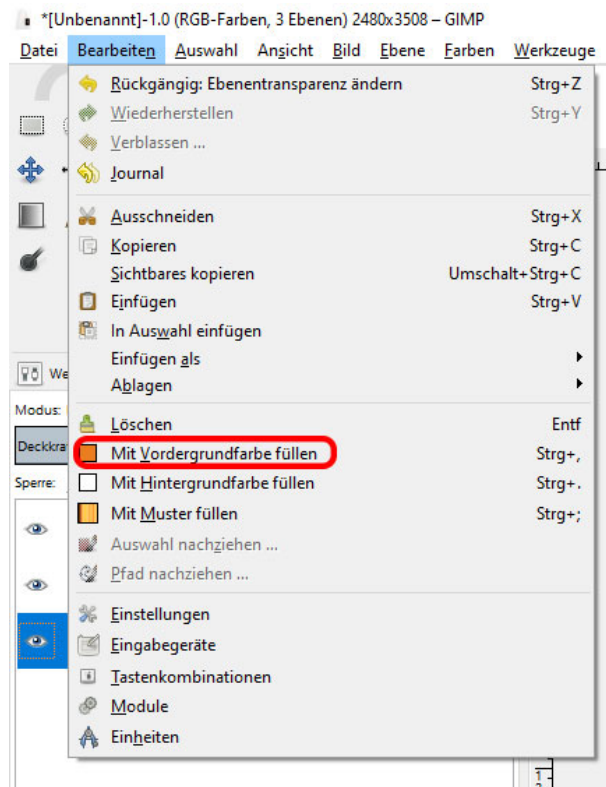 *[Unbenannt]-1.0 (RGB-Farben, 3 Ebenen) 2480x3508 – GIMP
Datei Bearbeiten Auswahl Ansicht Bild Ebene Farben Werkzeuge
Rückgängig: Ebenentransparenz ändern Strg+Z
Wiederherstellen Strg+Y
Verblassen ...
Journal
Ausschneiden Strg+X
Kopieren Strg+C
Sichtbares kopieren Umschalt+Strg+C
Einfügen Strg+V
In Auswahl einfügen
Einfügen als
Ablagen
We
Modus:
Löschen Entf
Deckkra
Mit Vordergrundfarbe füllen Strg+,
Sperre:
Mit Hintergrundfarbe füllen Strg+.
Mit Muster füllen Strg+;
Auswahl nachziehen ...
Pfad nachziehen ...
Einstellungen
Eingabegeräte
Tastenkombinationen
Module
Einheiten
1